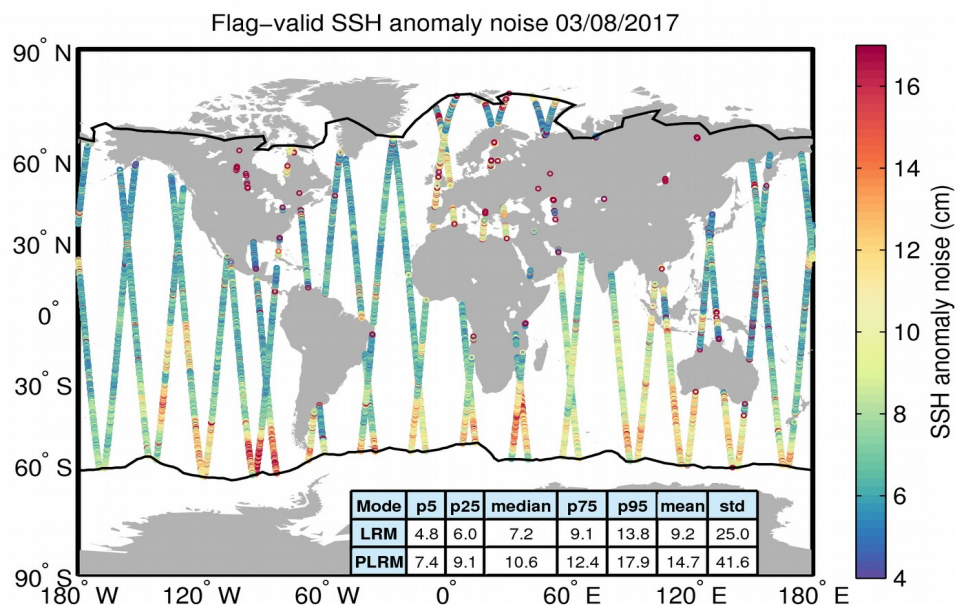 Flag−valid SSH anomaly noise 03/08/2017
90° N
60° N
30° N
0°
30° S
60° S
90° S
180° W
120° W
60° W
0°
60° E
120° E
180° E
16
14
12
10
8
6
4
SSH anomaly noise (cm)
Mode p5 p25 median p75 p95 mean std
LRM 4.8 6.0 7.2 9.1 13.8 9.2 25.0
PLRM 7.4 9.1 10.6 12.4 17.9 14.7 41.6